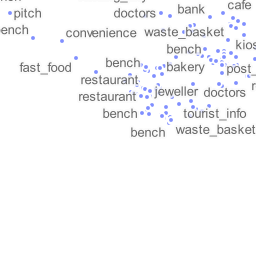 cafe
bank
pitch
doctors
convenience
waste_basket
bench
kios
bench
fast_food
bakery
post_
restaurant
restaurant
jeweller
doctors
bench
tourist_info
bench
waste_basket